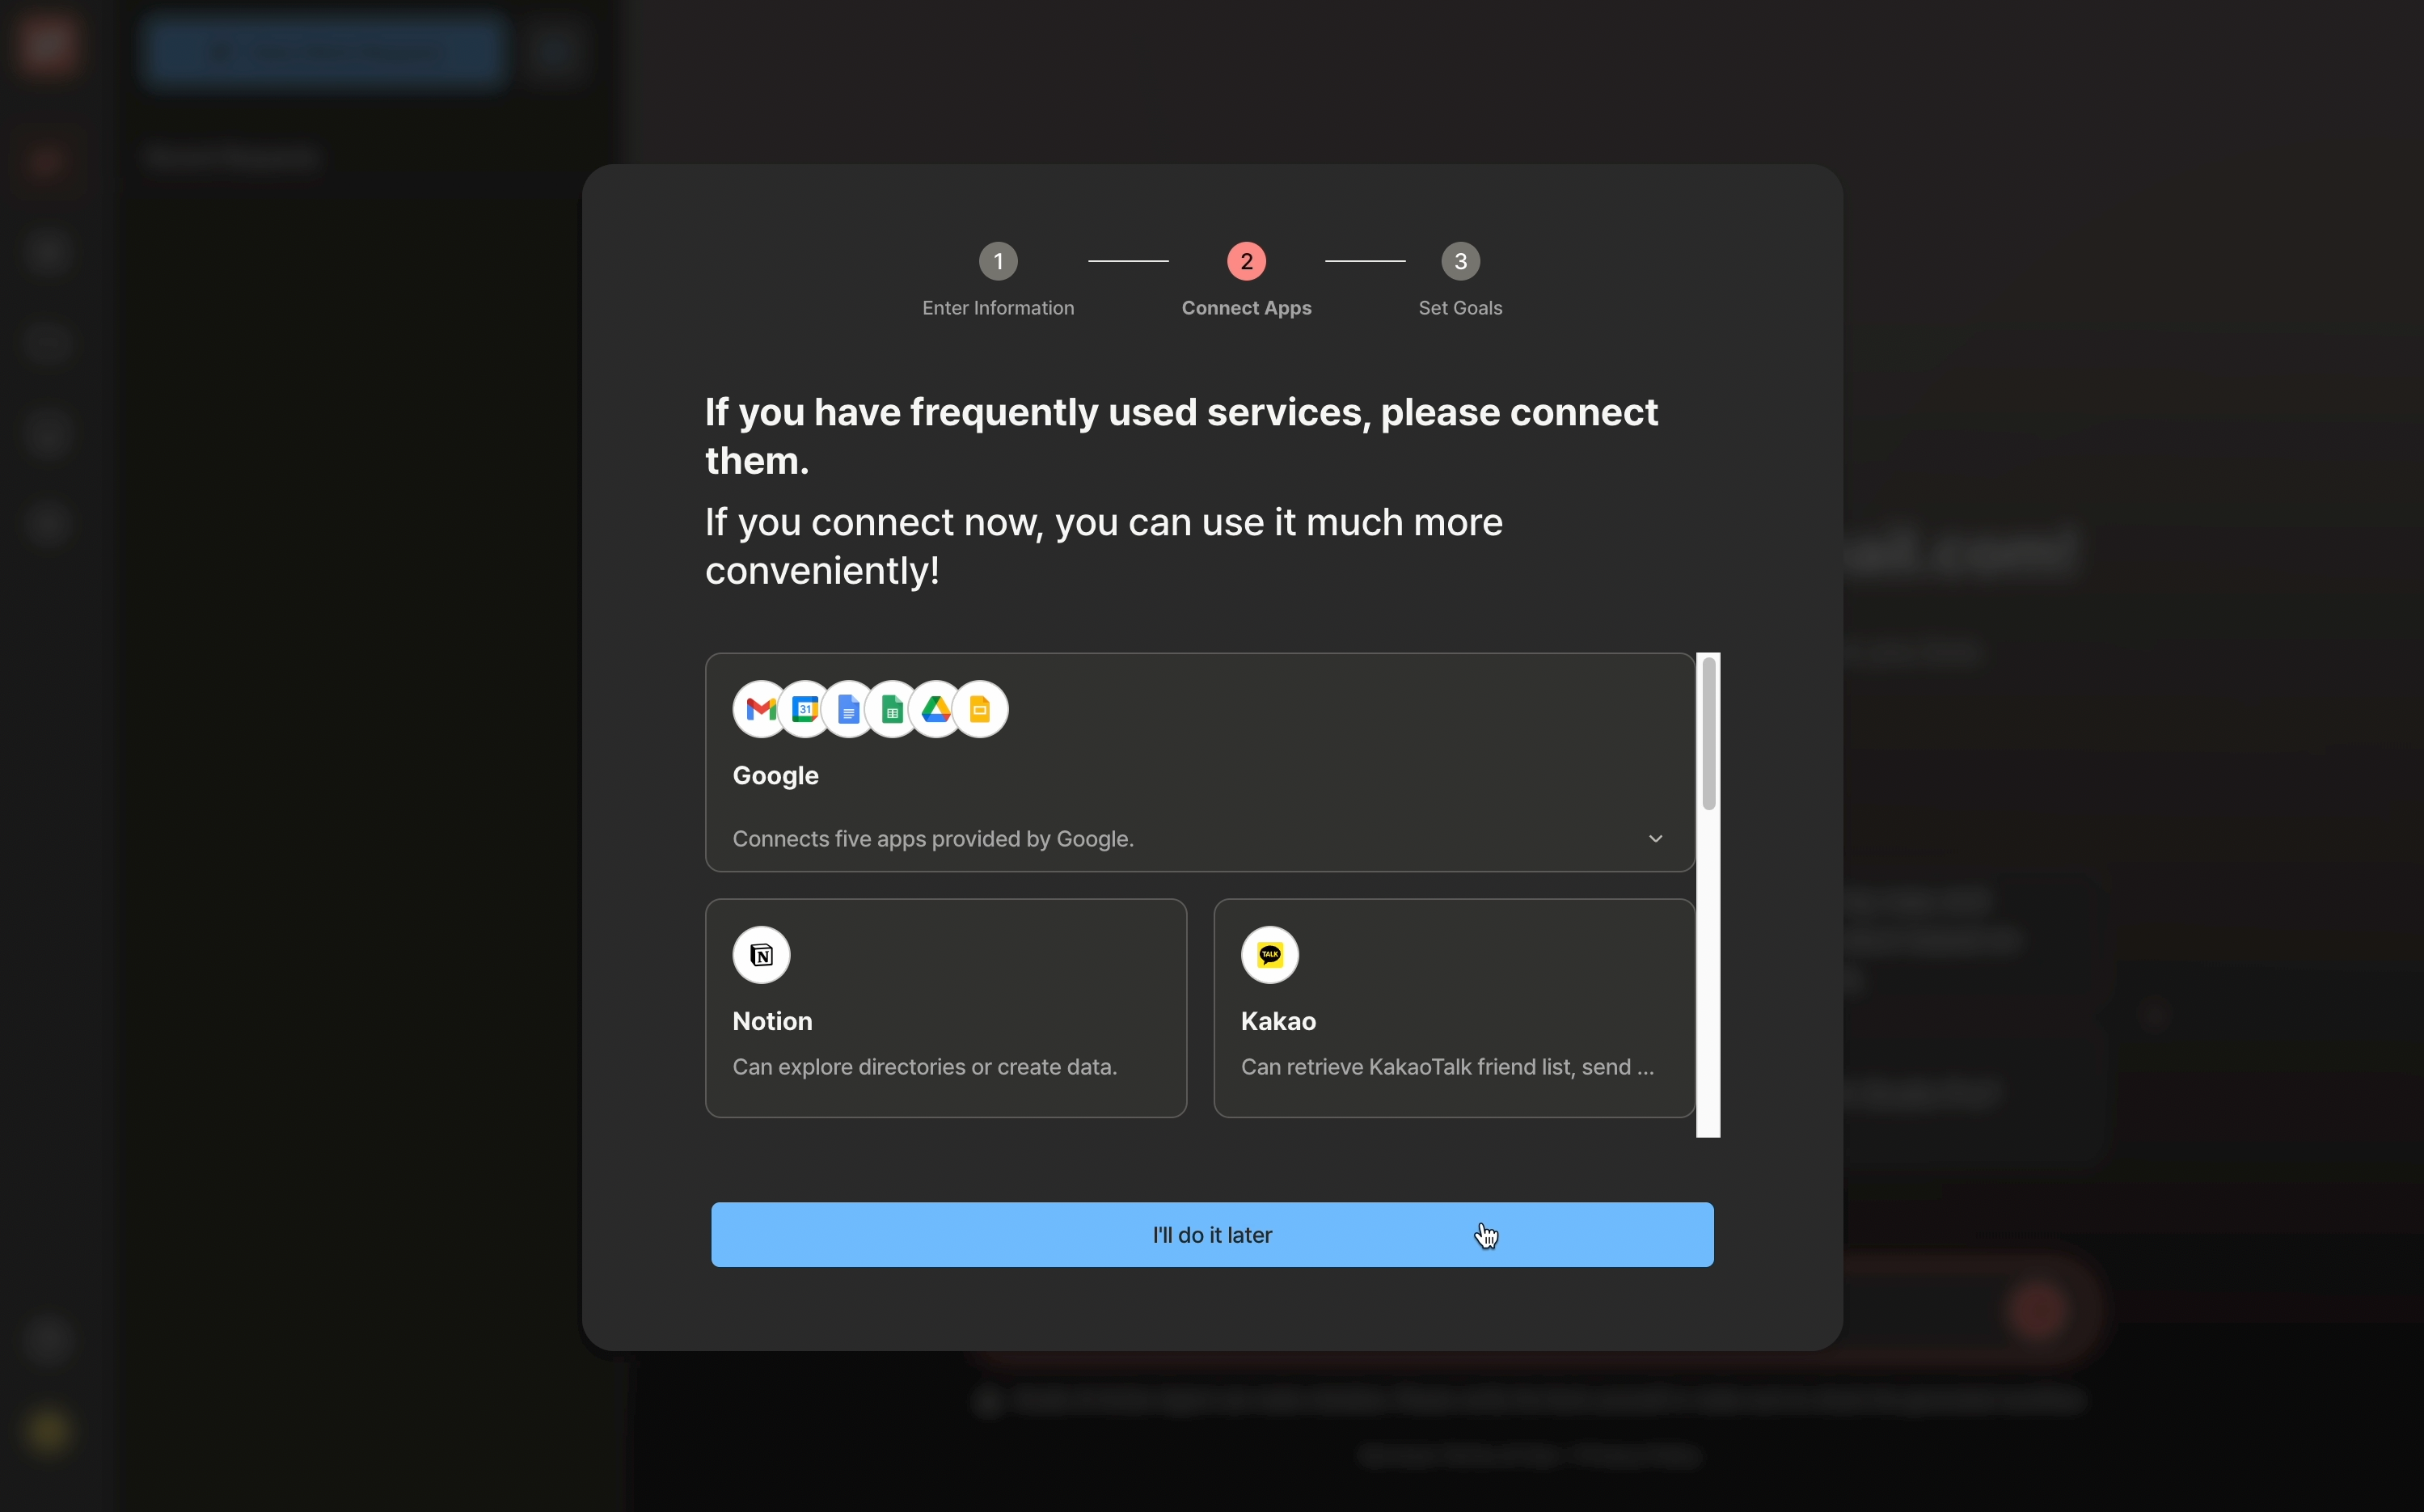 1
2
3
Enter Information
Connect Apps
Set Goals
If you have frequently used services, please connect
them.
If you connect now, you can use it much more
conveniently!
31
Google
Connects five apps provided by Google.
N
TALK
Notion
Kakao
Can explore directories or create data.
Can retrieve KakaoTalk friend list, send ...
I'll do it later
ail.com!